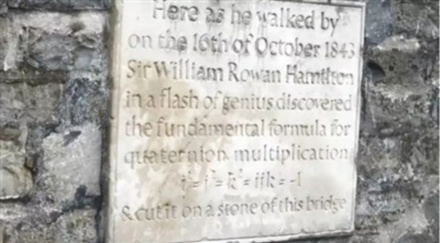 Here as he walked by
on the 16th of October 1843
Sir William Rowan Hamilton
in a flash of genius discovered
the fundamental formula for
quaternion multiplication
i² = j² = k² = ijk = -1
& cut it on a stone of this bridge